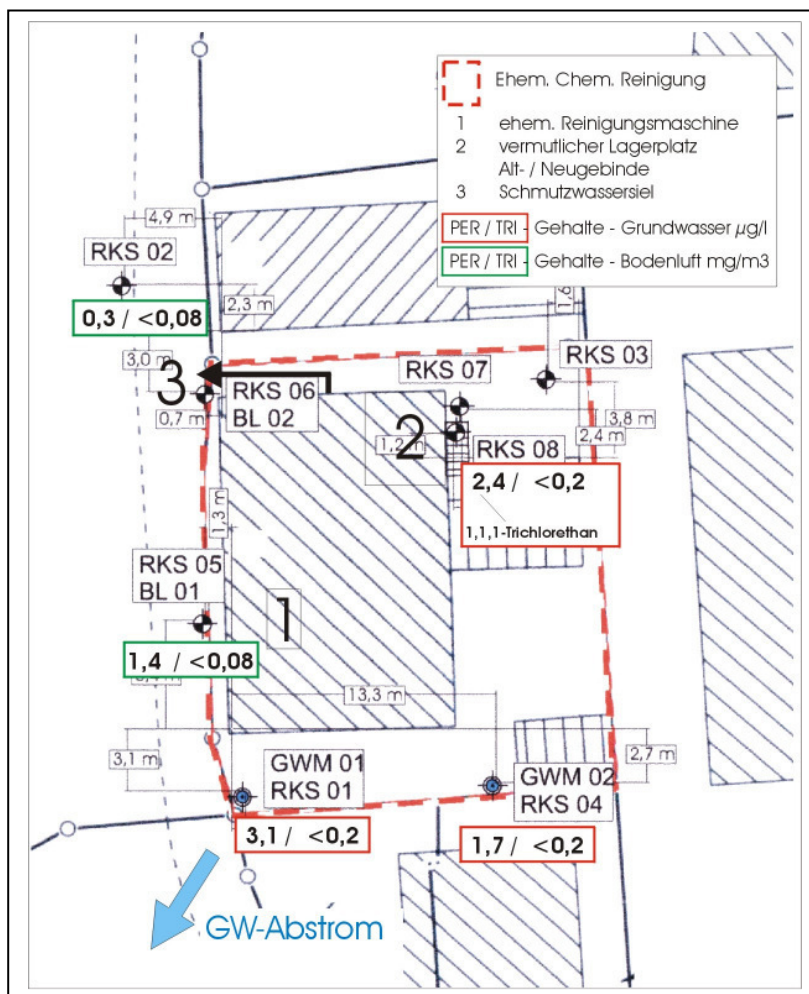 Ehem. Chem. Reinigung
1 ehem. Reinigungsmaschine
2 vermutlicher Lagerplatz
Alt- / Neugebinde
3 Schmutzwassersiel
PER / TRI - Gehalte - Grundwasser µg/l
PER / TRI - Gehalte - Bodenluft mg/m3
4,9 m
RKS 02
2,3 m
1,6
0,3 / <0,08
3,0 m
3
RKS 07
RKS 03
RKS 06
BL 02
0,7 m
3,8 m
2,4 m
1,2 m
2
RKS 08
2,4 / <0,2
1,1,1-Trichlorethan
1,3 m
RKS 05
BL 01
1
1,4 / <0,08
13,3 m
3,1 m
2,7 m
GWM 01
RKS 01
GWM 02
RKS 04
3,1 / <0,2
1,7 / <0,2
GW-Abstrom